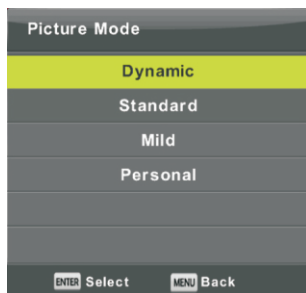 Picture Mode
Dynamic
Standard
Mild
Personal
ENTER Select MENU Back